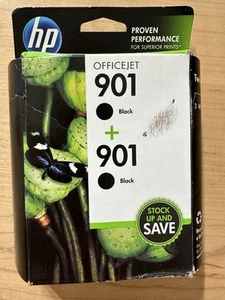 hp
PROVEN
PERFORMANCE
FOR SUPERIOR PRINTS
OFFICEJET
901
Black
+
901
Black
STOCK
UP AND
SAVE